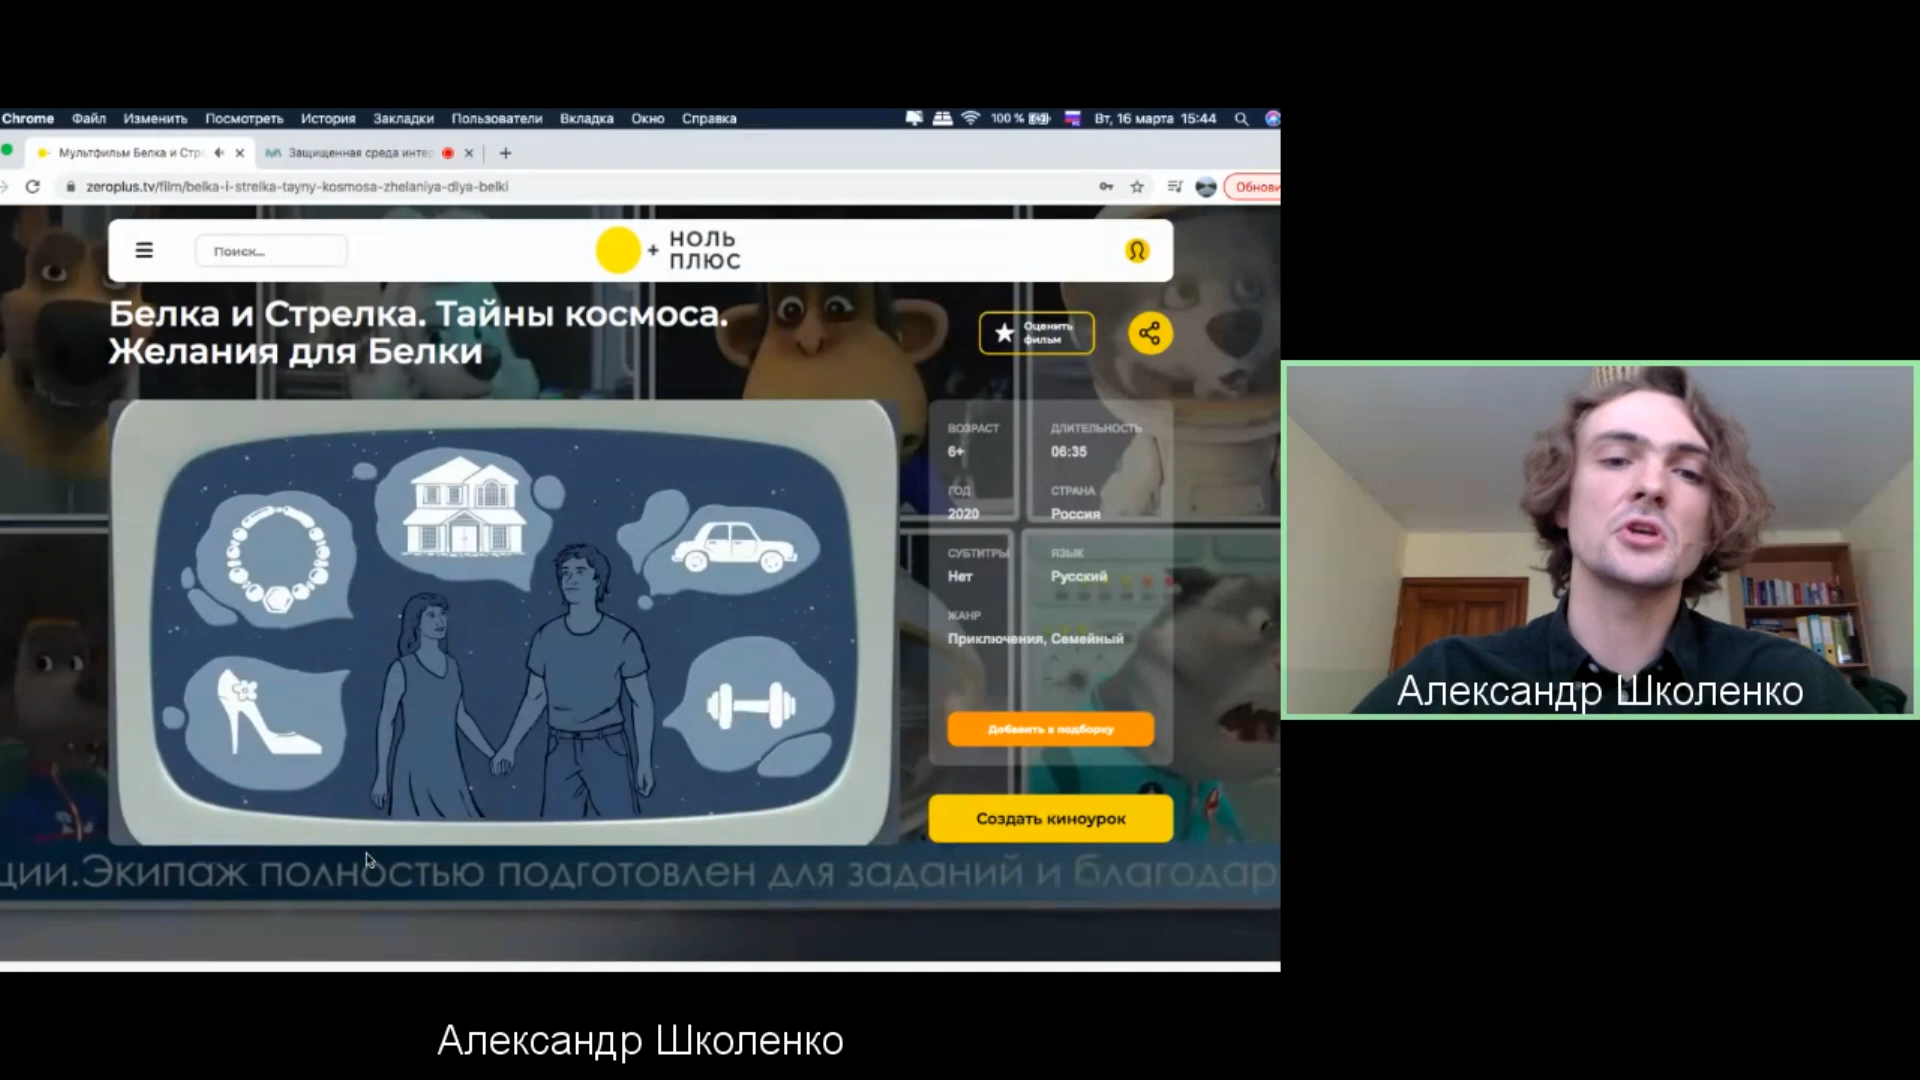 Chrome Файл Изменить Посмотреть История Закладки Пользователи Вкладка Окно Справка 100 % Вт, 16 марта 15:44
Мультфильм Белка и Стр Защищенная среда интер
zeroplus.tv/film/belka-i-strelka-tayny-kosmosa-zhelaniya-dlya-belki Обнови
Поиск...
+ НОЛЬ
ПЛЮС
Белка и Стрелка. Тайны космоса.
Желания для Белки
Оценить
фильм
ВОЗРАСТ ДЛИТЕЛЬНОСТЬ
6+ 06:35
ГОД СТРАНА
2020 Россия
СУБТИТРЫ ЯЗЫК
Нет Русский
ЖАНР
Приключения, Семейный
Добавить в подборку
Создать киноурок
ции.Экипаж полностью подготовлен для заданий и благодар
Александр Школенко
Александр Школенко